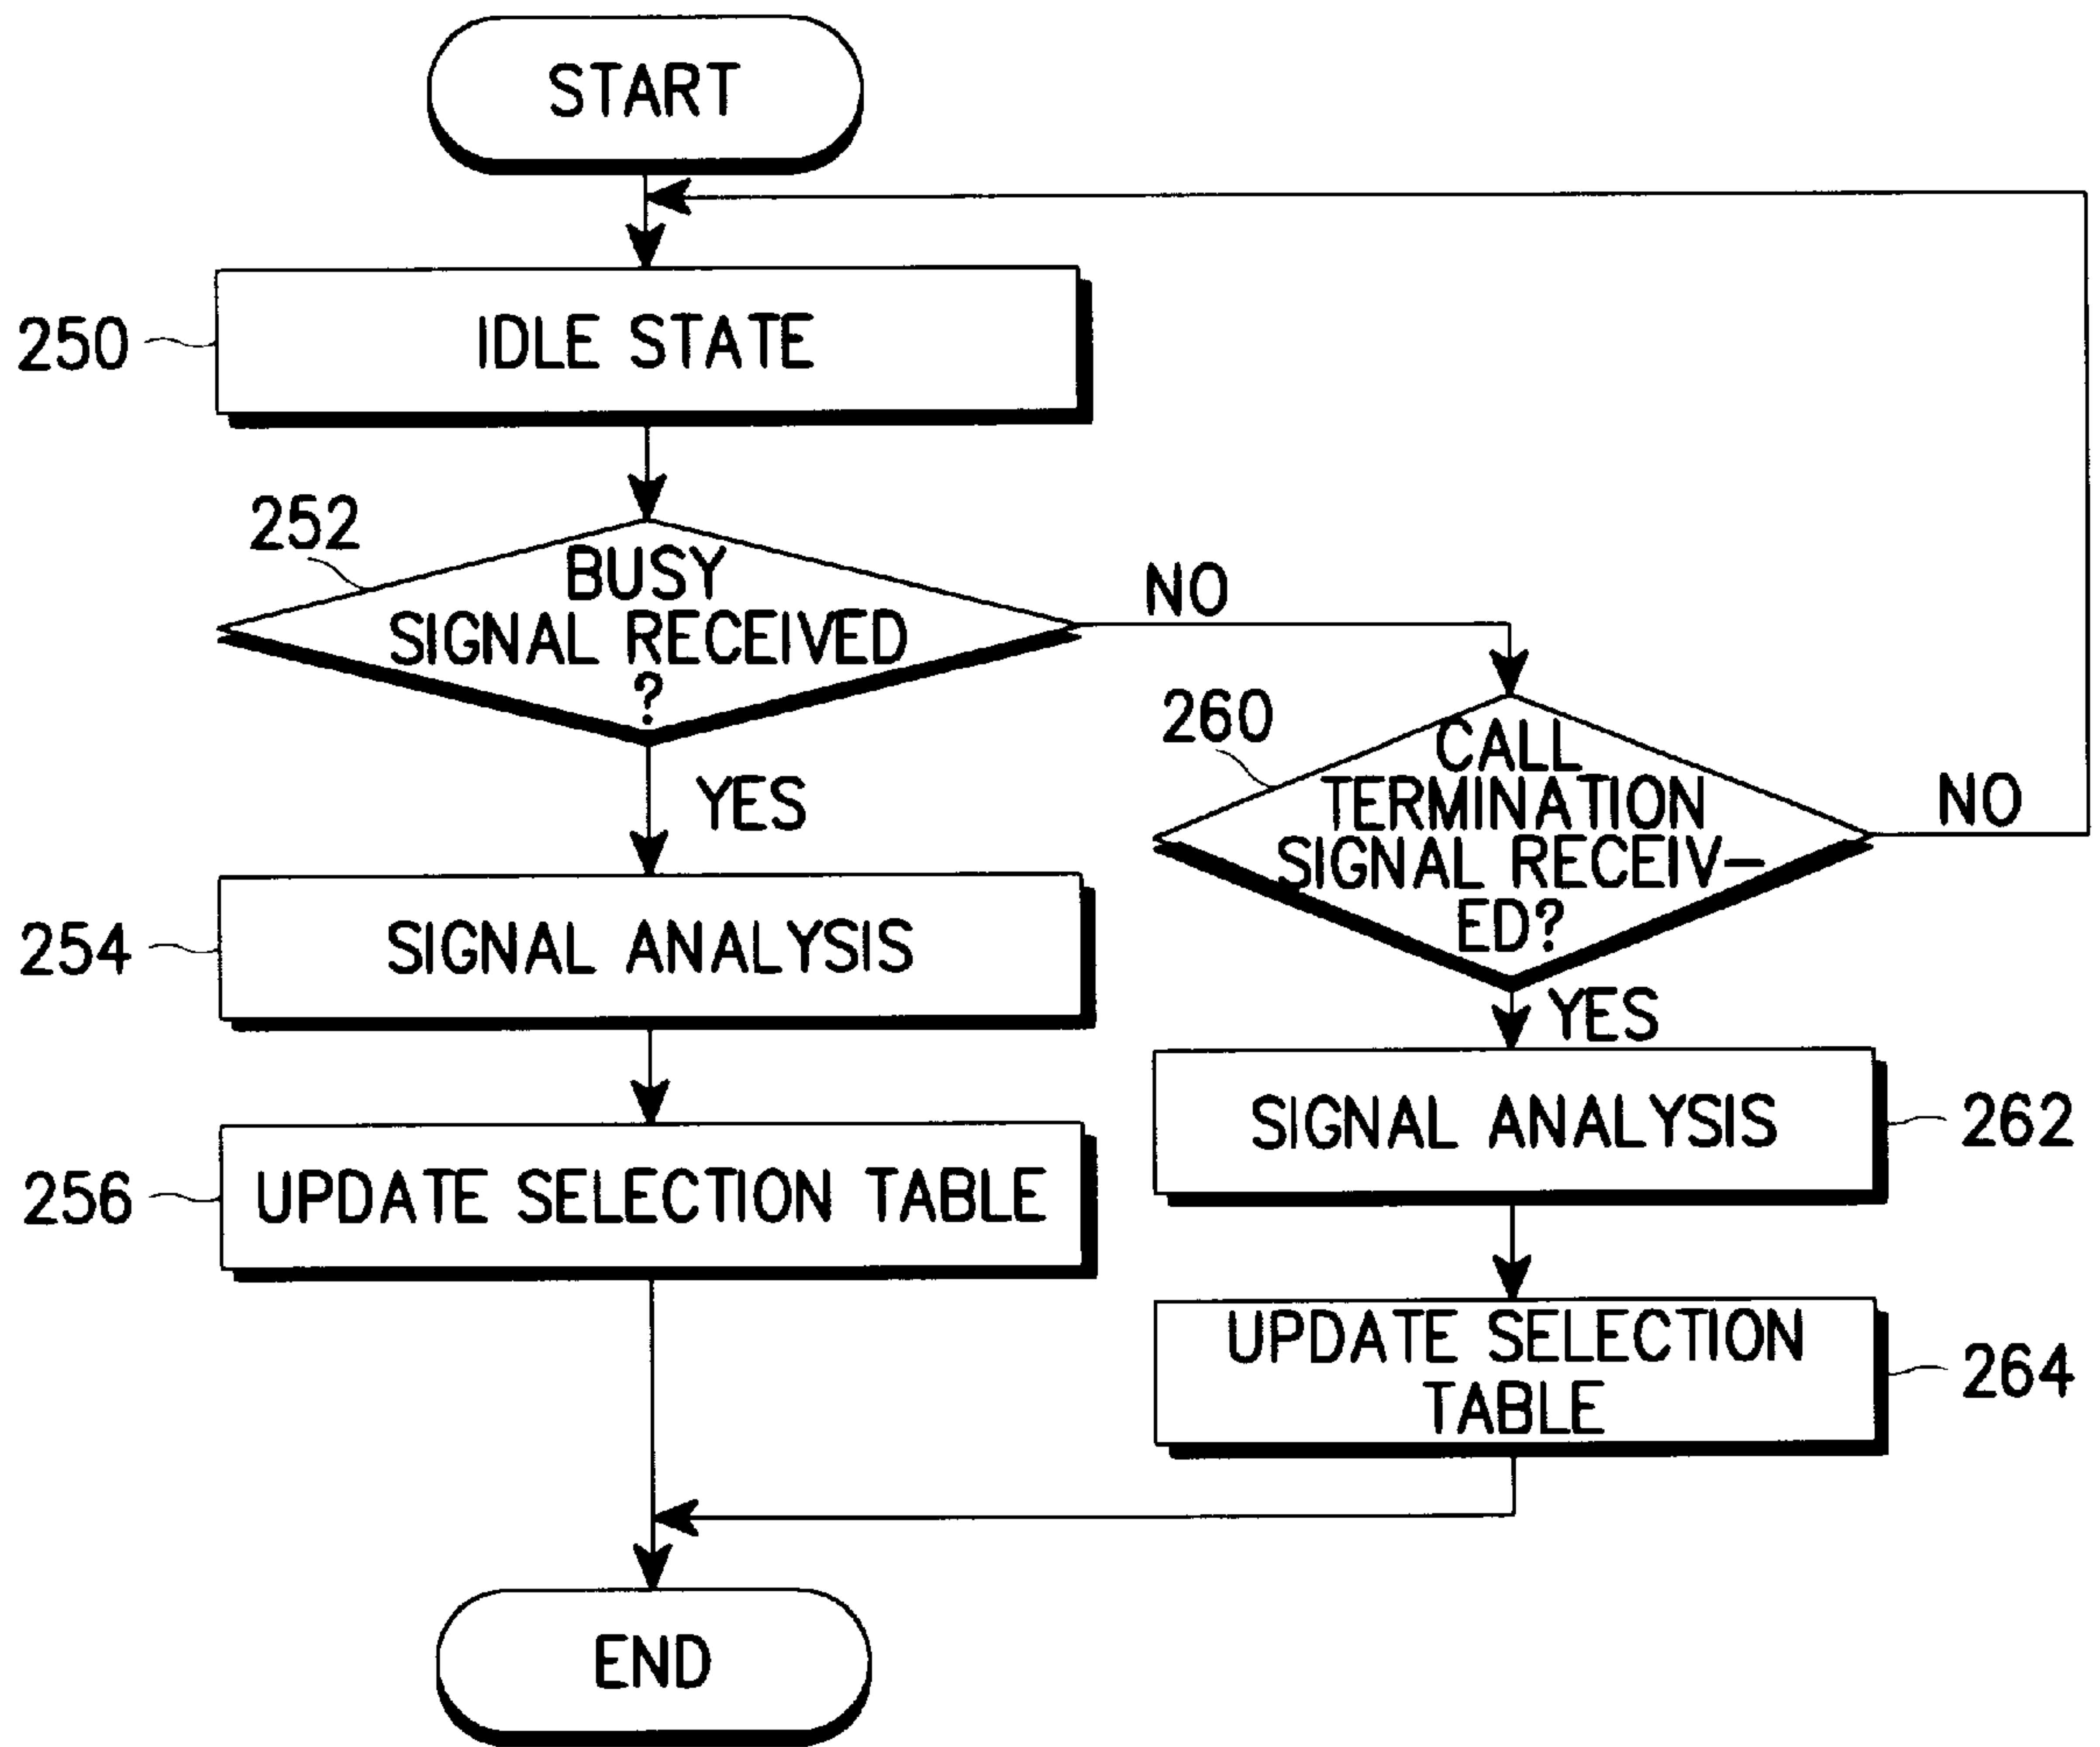 START
250
IDLE STATE
252
BUSY
SIGNAL RECEIVED
?
NO
YES
260
CALL
TERMINATION
SIGNAL RECEIV-
ED?
NO
YES
254
SIGNAL ANALYSIS
256
UPDATE SELECTION TABLE
SIGNAL ANALYSIS
262
UPDATE SELECTION
TABLE
264
END